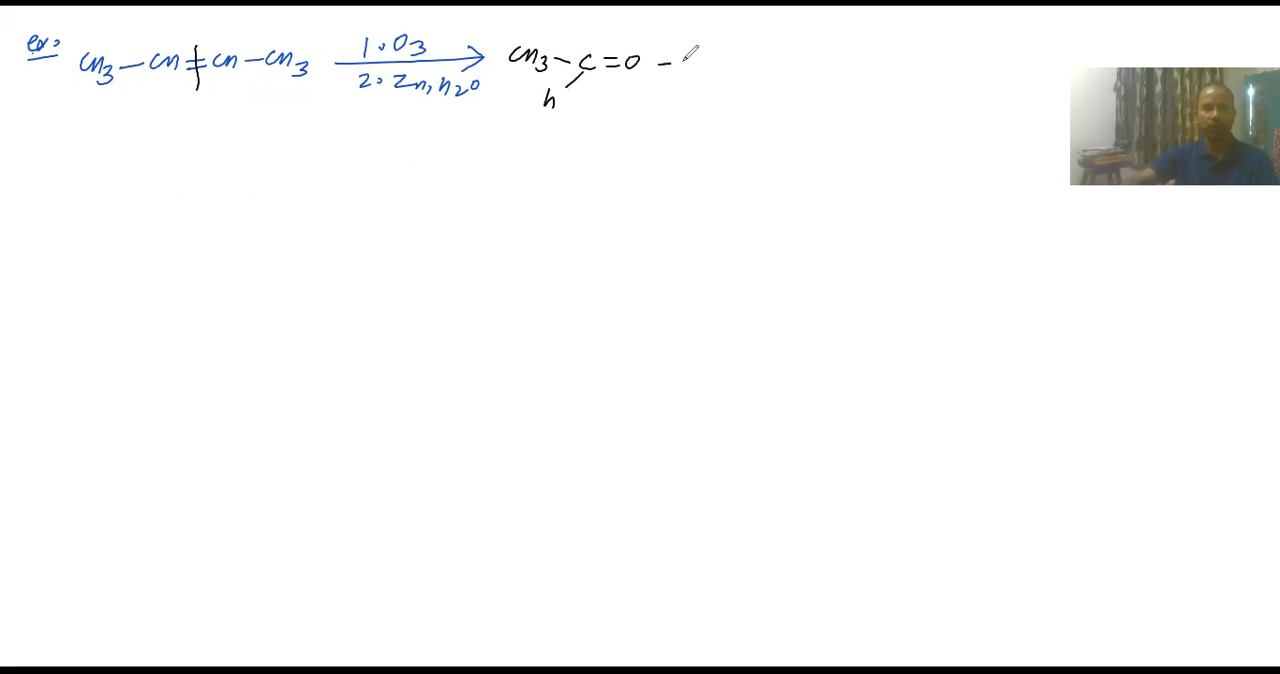 ex: CH3 — CH = CH — CH3 1. O3 2. Zn, H2O → CH3 — C = O –
H